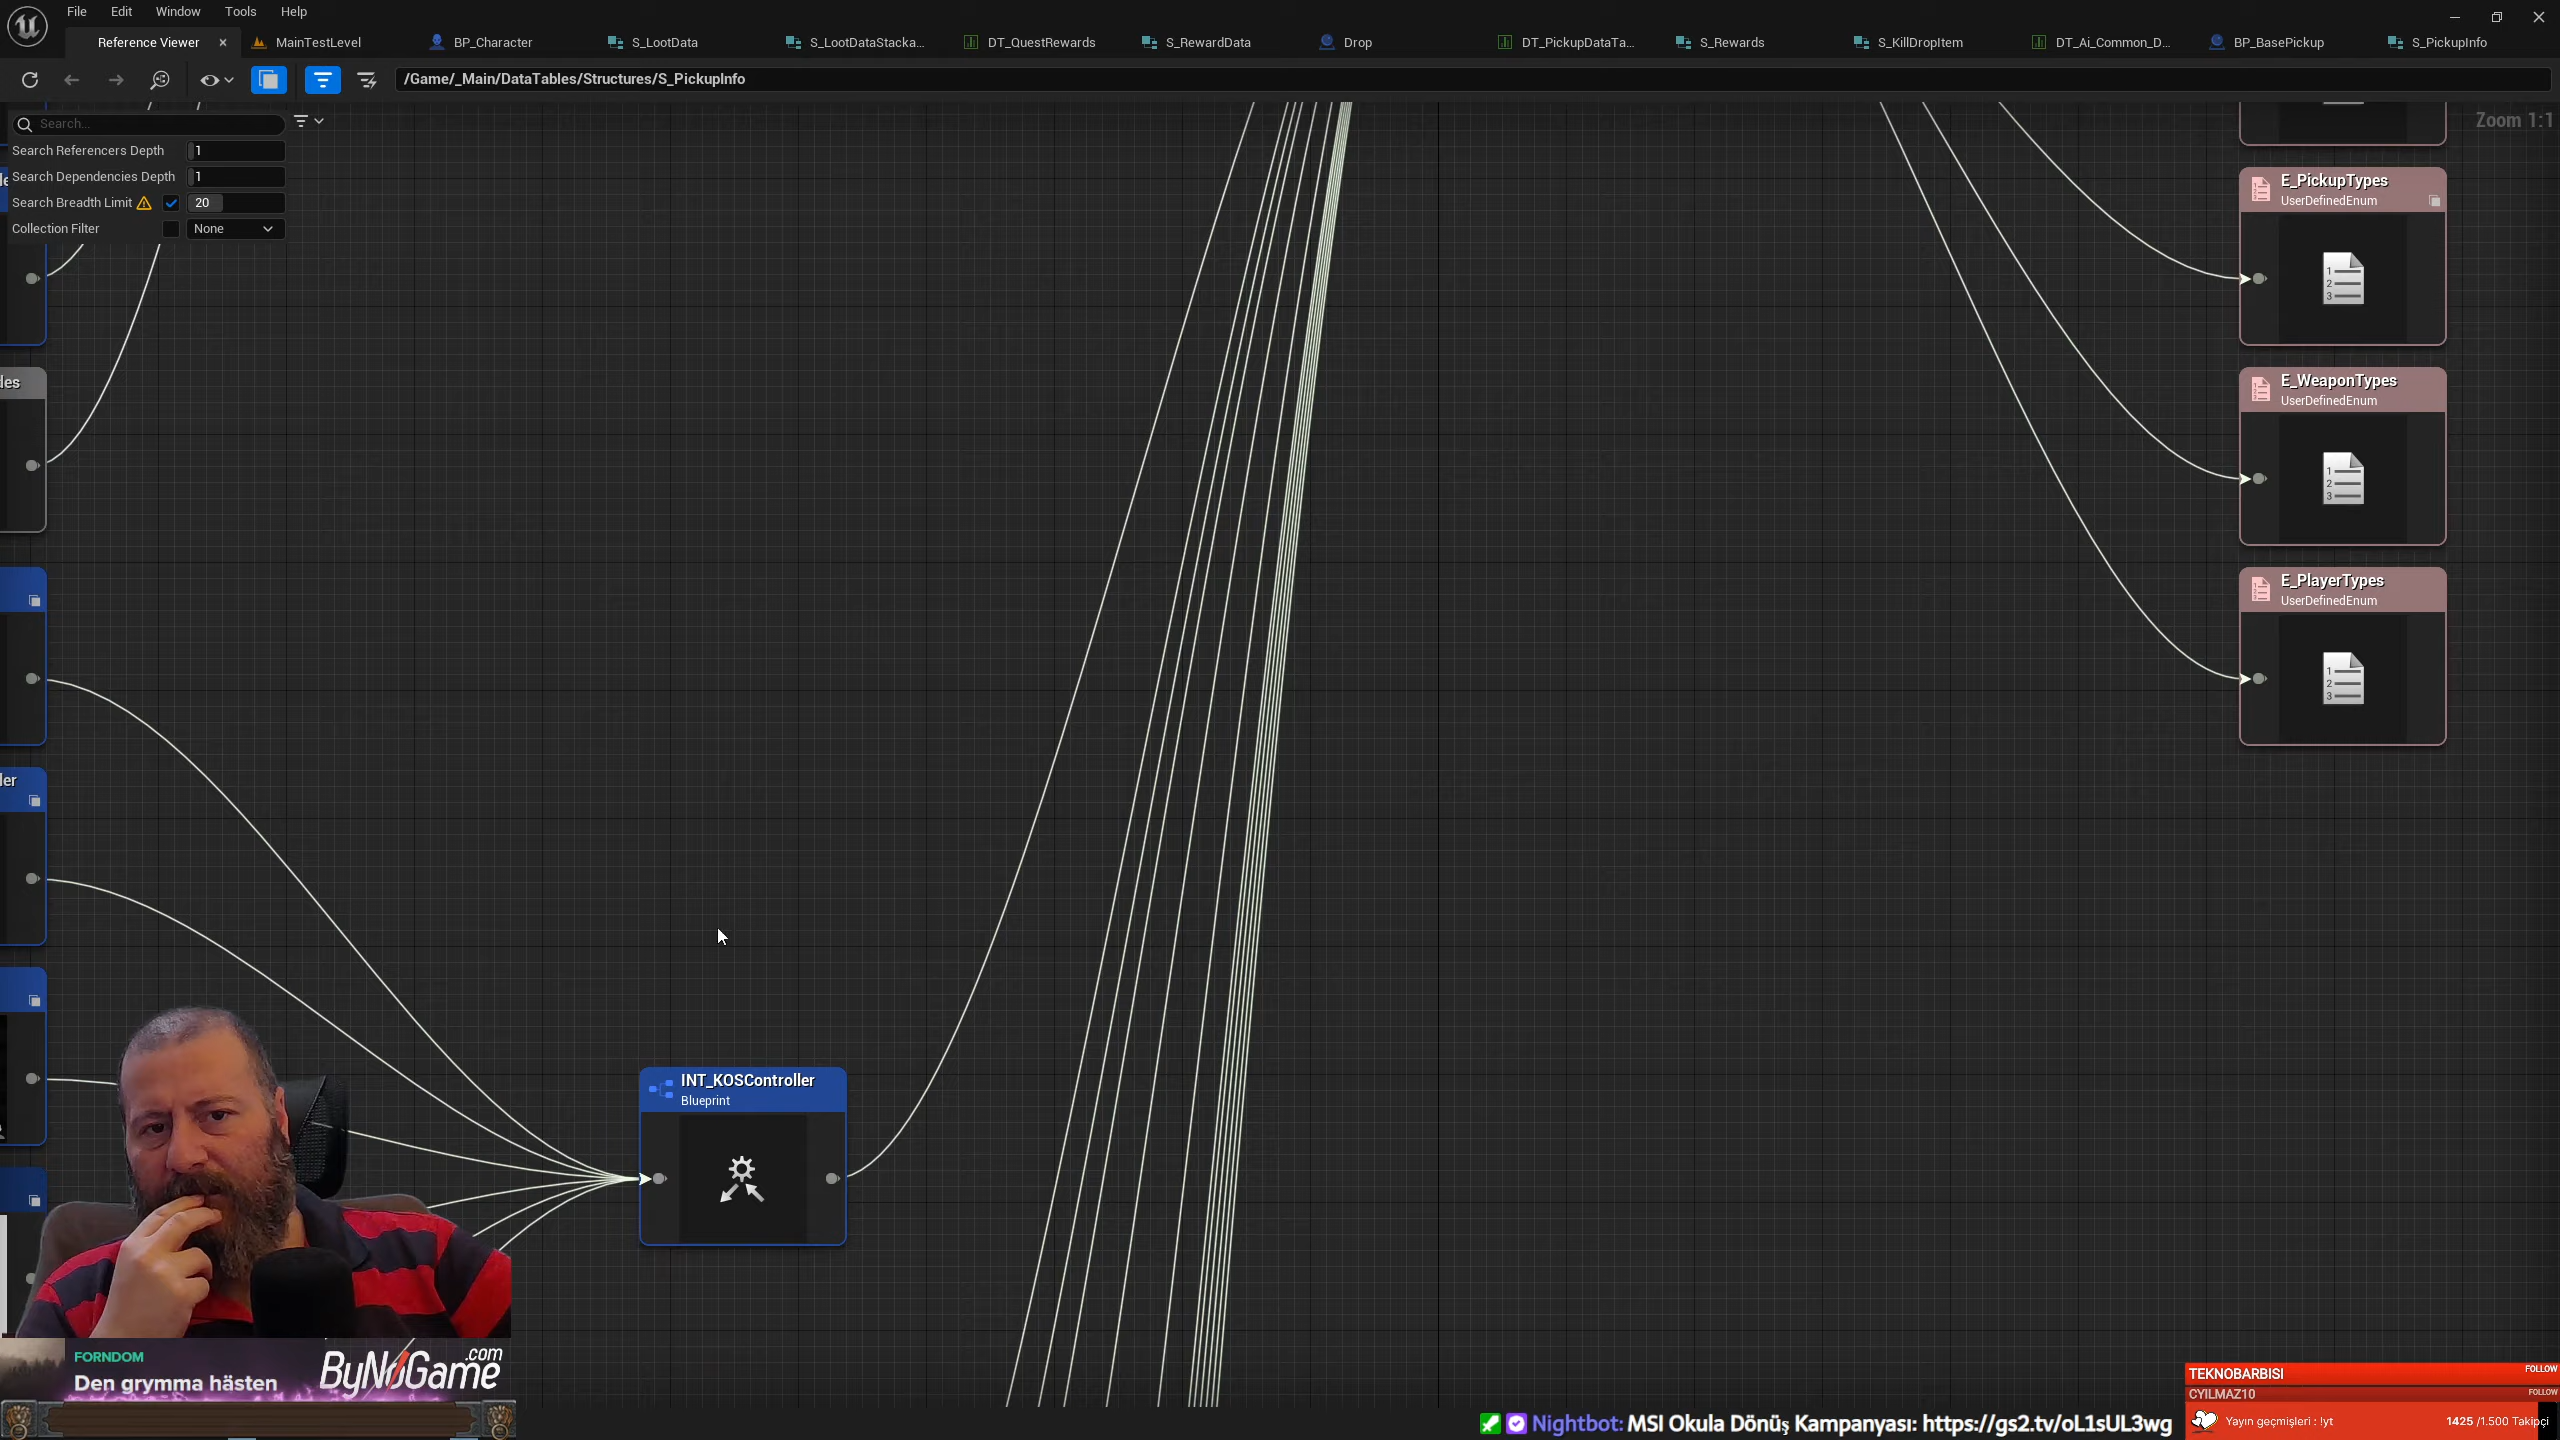 File Edit Window Tools Help
Reference Viewer MainTestLevel BP_Character S_LootData S_LootDataStacka... DT_QuestRewards S_RewardData Drop DT_PickupDataTa... S_Rewards S_KillDropItem DT_Ai_Common_D... BP_BasePickup S_PickupInfo
/Game/_Main/DataTables/Structures/S_PickupInfo
Zoom 1:1
Search...
Search Referencers Depth 1
Search Dependencies Depth 1
Search Breadth Limit 20
Collection Filter None
E_PickupTypes
UserDefinedEnum
des
E_WeaponTypes
UserDefinedEnum
E_PlayerTypes
UserDefinedEnum
ler
INT_KOSController
Blueprint
FORNDOM
Den grymma hästen
ByNoGame.com
TEKNOBARBISI FOLLOW
CYILMAZ10 FOLLOW
Nightbot: MSI Okula Dönüş Kampanyası: https://gs2.tv/oL1sUL3wg
Yayın geçmişleri : !yt 1425 /1.500 Takipçi